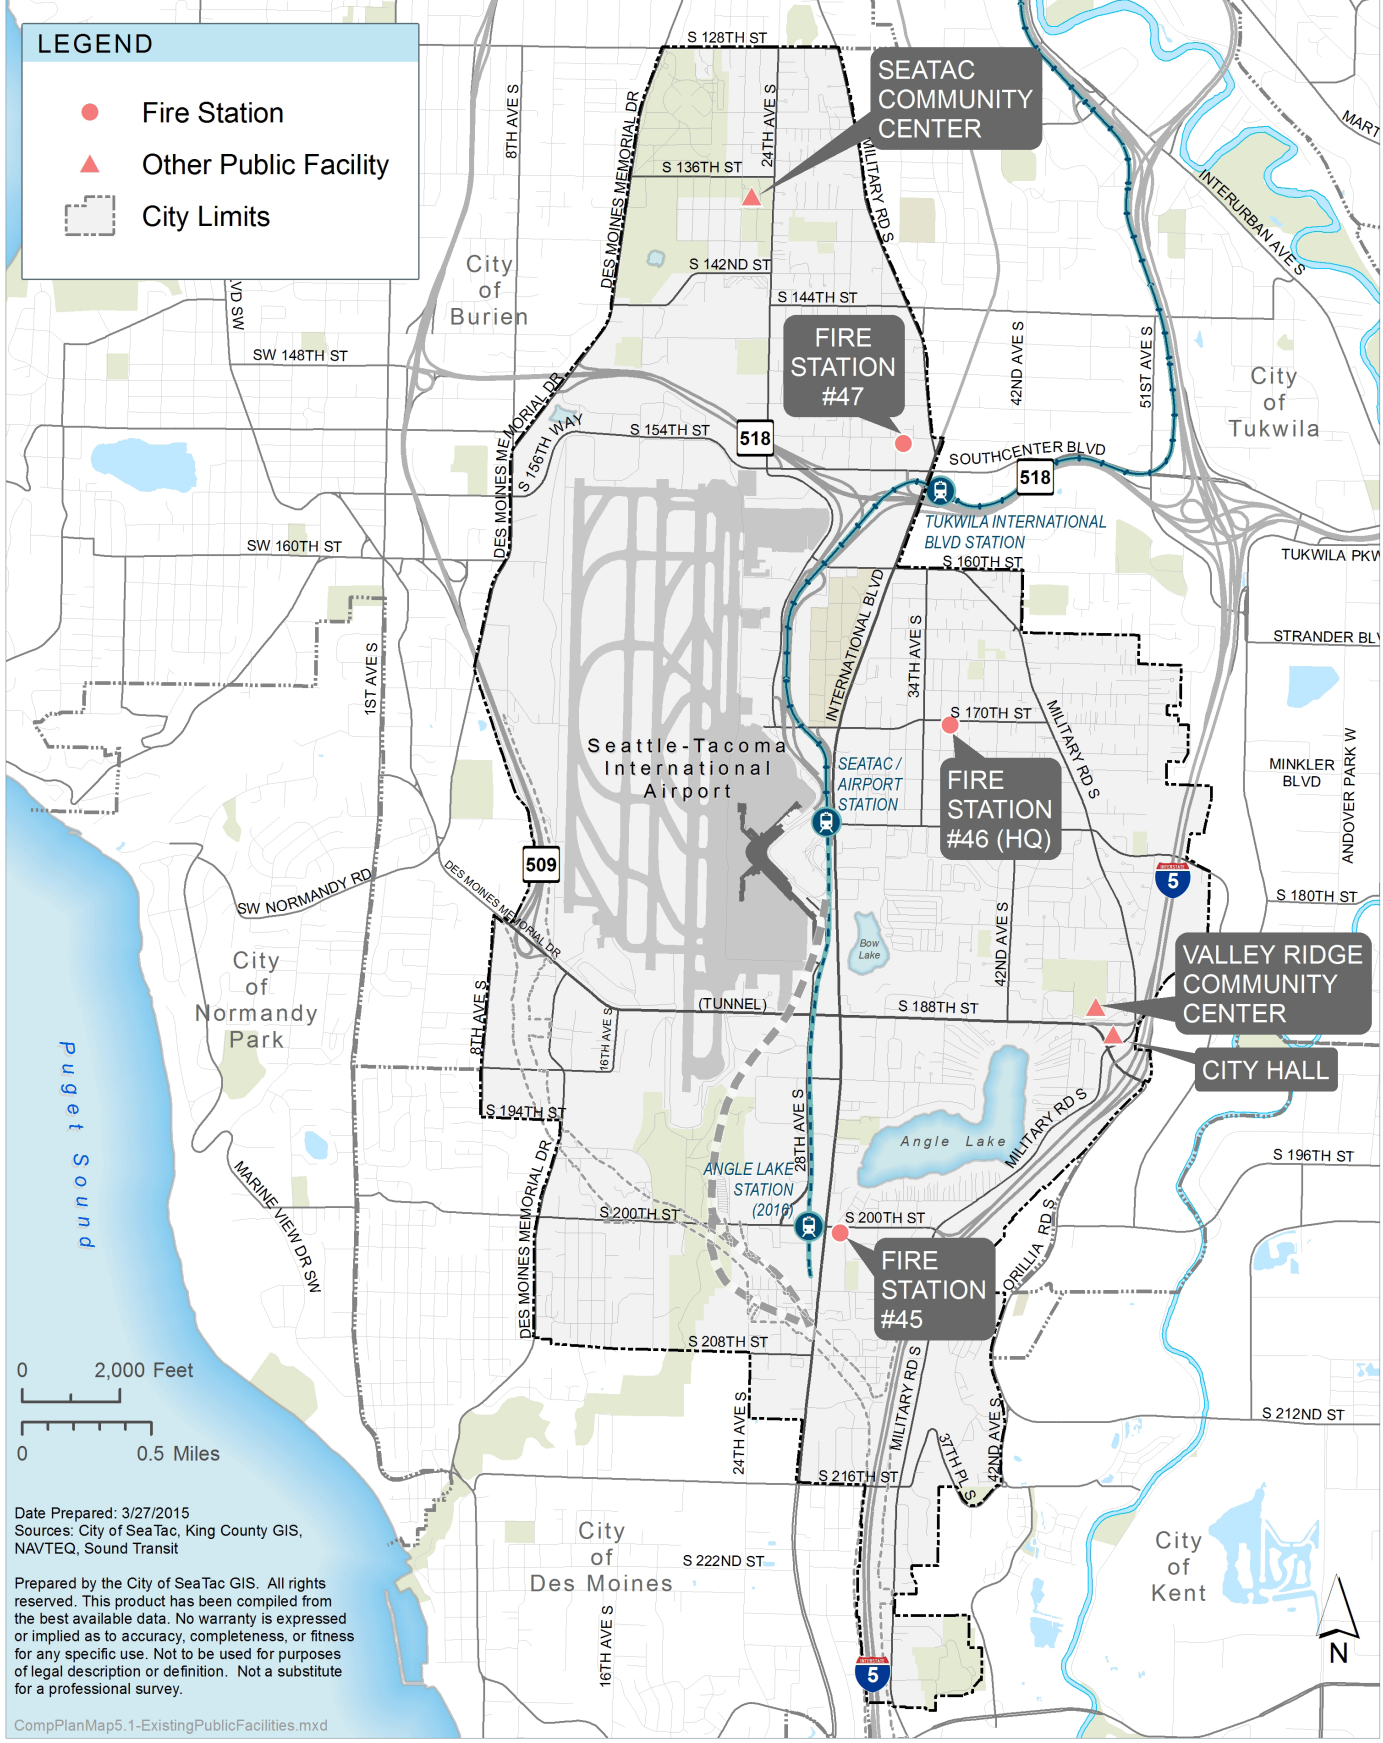 LEGEND
Fire Station
Other Public Facility
City Limits
S 128TH ST
SEATAC
COMMUNITY
CENTER
8TH AVE S
DES MOINES MEMORIAL DR
24TH AVE S
MILITARY RD S
S 136TH ST
INTERURBAN AVE S
MART
City
of
Burien
S 142ND ST
S 144TH ST
VD SW
SW 148TH ST
FIRE
STATION
#47
42ND AVE S
51ST AVE S
City
of
Tukwila
DES MOINES MEMORIAL DR
S 156TH WAY
S 154TH ST
518
SOUTHCENTER BLVD
518
TUKWILA INTERNATIONAL
BLVD STATION
SW 160TH ST
S 160TH ST
TUKWILA PKW
STRANDER BLV
1ST AVE S
INTERNATIONAL BLVD
34TH AVE S
S 170TH ST
MILITARY RD S
Seattle-Tacoma
International
Airport
SEATAC /
AIRPORT
STATION
FIRE
STATION
#46 (HQ)
MINKLER
BLVD
ANDOVER PARK W
509
5
DES MOINES MEMORIAL DR
SW NORMANDY RD
S 180TH ST
42ND AVE S
Bow
Lake
VALLEY RIDGE
COMMUNITY
CENTER
City
of
Normandy
Park
8TH AVE S
16TH AVE S
(TUNNEL)
S 188TH ST
CITY HALL
Puget Sound
S 194TH ST
28TH AVE S
Angle Lake
MILITARY RD S
S 196TH ST
MARINE VIEW DR SW
DES MOINES MEMORIAL DR
ANGLE LAKE
STATION
(2016)
S 200TH ST
S 200TH ST
ORILLIA RD S
FIRE
STATION
#45
S 208TH ST
0 2,000 Feet
0 0.5 Miles
24TH AVE S
MILITARY RD S
37TH PL S
42ND AVE S
S 212ND ST
S 216TH ST
Date Prepared: 3/27/2015
Sources: City of SeaTac, King County GIS,
NAVTEQ, Sound Transit
City
of
Des Moines
S 222ND ST
16TH AVE S
City
of
Kent
Prepared by the City of SeaTac GIS. All rights
reserved. This product has been compiled from
the best available data. No warranty is expressed
or implied as to accuracy, completeness, or fitness
for any specific use. Not to be used for purposes
of legal description or definition. Not a substitute
for a professional survey.
5
N
CompPlanMap5.1-ExistingPublicFacilities.mxd